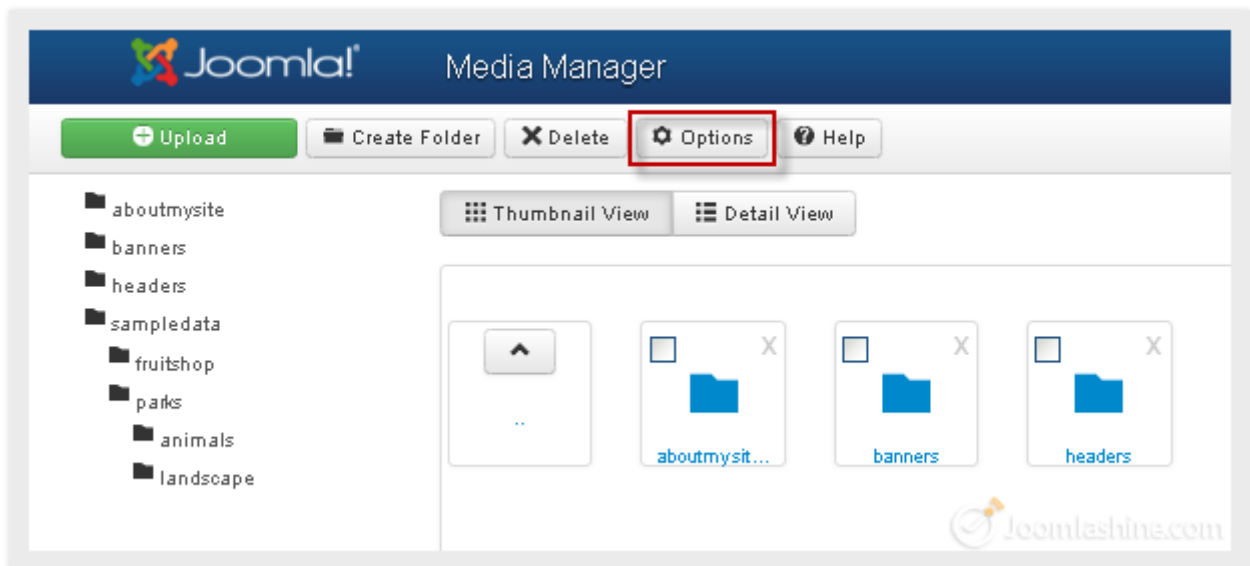 Joomla!® Media Manager
Upload Create Folder Delete Options Help
Thumbnail View Detail View
aboutmysite
banners
headers
sampledata
fruitshop
parks
animals
landscape
..
aboutmysit... banners headers
Joomlashine.com